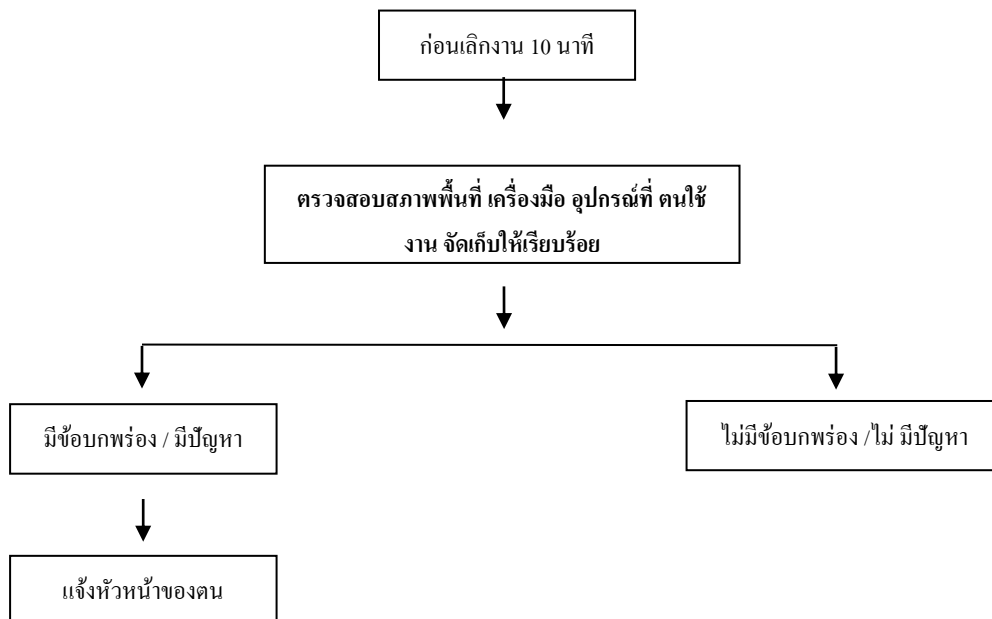 ก่อนเลิกงาน 10 นาที
ตรวจสอบสภาพพื้นที่ เครื่องมือ อุปกรณ์ที่ ตนใช้
งาน จัดเก็บให้เรียบร้อย
มีข้อบกพร่อง / มีปัญหา
ไม่มีข้อบกพร่อง /ไม่ มีปัญหา
แจ้งหัวหน้าของตน